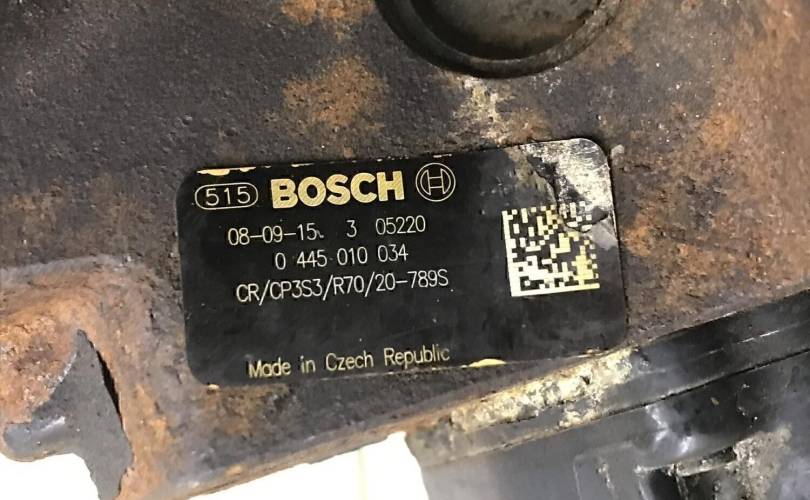 515 BOSCH
08-09-15 3 05220
0 445 010 034
CR/CP3S3/R70/20-789S
Made in Czech Republic